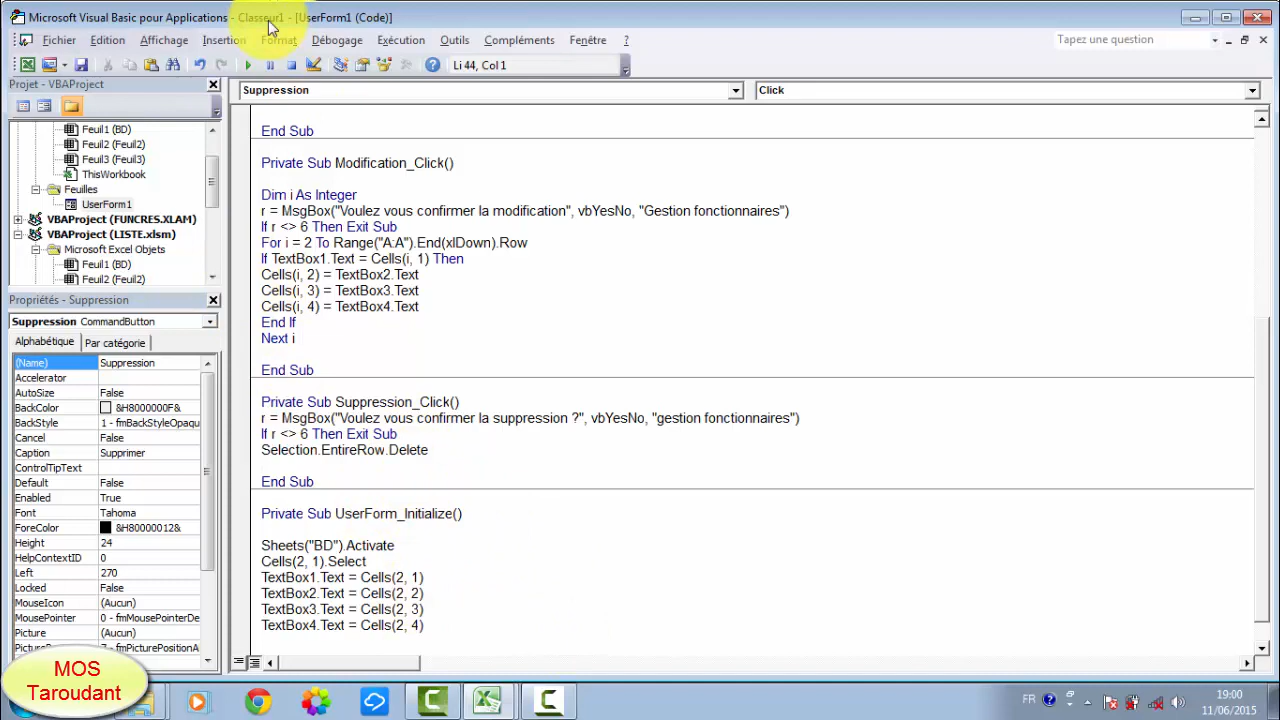 Microsoft Visual Basic pour Applications - Classeur1 - [UserForm1 (Code)]
Fichier Edition Affichage Insertion Format Débogage Exécution Outils Compléments Fenêtre ?
Tapez une question
Li 44, Col 1
Projet - VBAProject
Suppression
Click
Feuil1 (BD)
Feuil2 (Feuil2)
Feuil3 (Feuil3)
ThisWorkbook
Feuilles
UserForm1
VBAProject (FUNCRES.XLAM)
VBAProject (LISTE.xlsm)
Microsoft Excel Objets
Feuil1 (BD)
Feuil2 (Feuil2)
Propriétés - Suppression
Suppression CommandButton
Alphabétique Par catégorie
(Name) Suppression
Accelerator
AutoSize False
BackColor &H8000000F&
BackStyle 1 - fmBackStyleOpaqu
Cancel False
Caption Supprimer
ControlTipText
Default False
Enabled True
Font Tahoma
ForeColor &H80000012&
Height 24
HelpContextID 0
Left 270
Locked False
MouseIcon (Aucun)
MousePointer 0 - fmMousePointerDe
Picture (Aucun)
End Sub
Private Sub Modification_Click()
Dim i As Integer
r = MsgBox("Voulez vous confirmer la modification", vbYesNo, "Gestion fonctionnaires")
If r <> 6 Then Exit Sub
For i = 2 To Range("A:A").End(xlDown).Row
If TextBox1.Text = Cells(i, 1) Then
Cells(i, 2) = TextBox2.Text
Cells(i, 3) = TextBox3.Text
Cells(i, 4) = TextBox4.Text
End If
Next i
End Sub
Private Sub Suppression_Click()
r = MsgBox("Voulez vous confirmer la suppression ?", vbYesNo, "gestion fonctionnaires")
If r <> 6 Then Exit Sub
Selection.EntireRow.Delete
End Sub
Private Sub UserForm_Initialize()
Sheets("BD").Activate
Cells(2, 1).Select
TextBox1.Text = Cells(2, 1)
TextBox2.Text = Cells(2, 2)
TextBox3.Text = Cells(2, 3)
TextBox4.Text = Cells(2, 4)
MOS
Taroudant
FR
19:00
11/06/2015